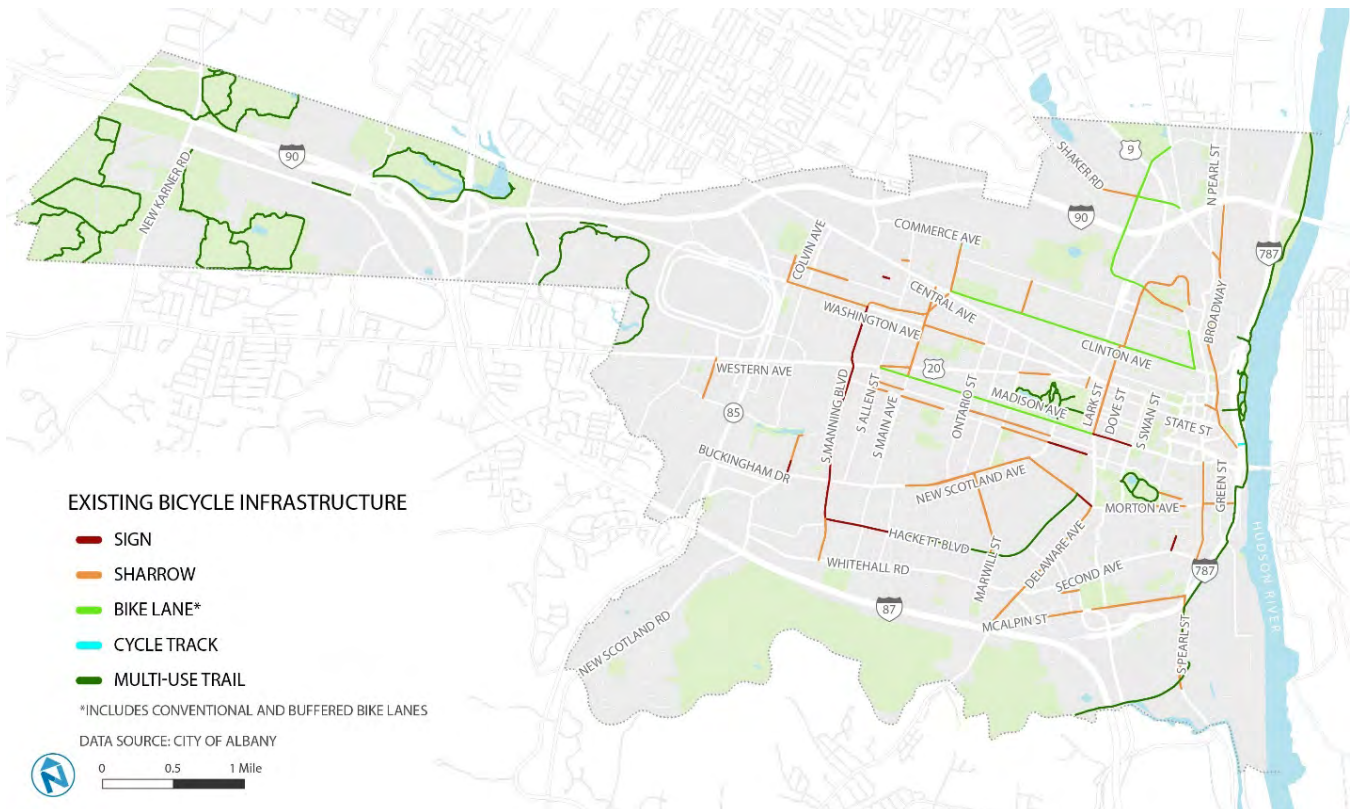 NEW KARNER RD
90
SHAKER RD
9
N PEARL ST
90
787
COLVIN AVE
COMMERCE AVE
CENTRAL AVE
WASHINGTON AVE
BROADWAY
CLINTON AVE
WESTERN AVE
20
85
S MANNING BLVD
S ALLEN ST
S MAIN AVE
ONTARIO ST
MADISON AVE
LARK ST
DOVE ST
S SWAN ST
STATE ST
BUCKINGHAM DR
NEW SCOTLAND AVE
MORTON AVE
GREEN ST
HACKETT BLVD
WHITEHALL RD
MARWILL ST
DELAWARE AVE
SECOND AVE
787
HUDSON RIVER
87
MCALPIN ST
NEW SCOTLAND RD
S PEARL ST
EXISTING BICYCLE INFRASTRUCTURE
SIGN
SHARROW
BIKE LANE*
CYCLE TRACK
MULTI-USE TRAIL
*INCLUDES CONVENTIONAL AND BUFFERED BIKE LANES
DATA SOURCE: CITY OF ALBANY
N
0 0.5 1 Mile